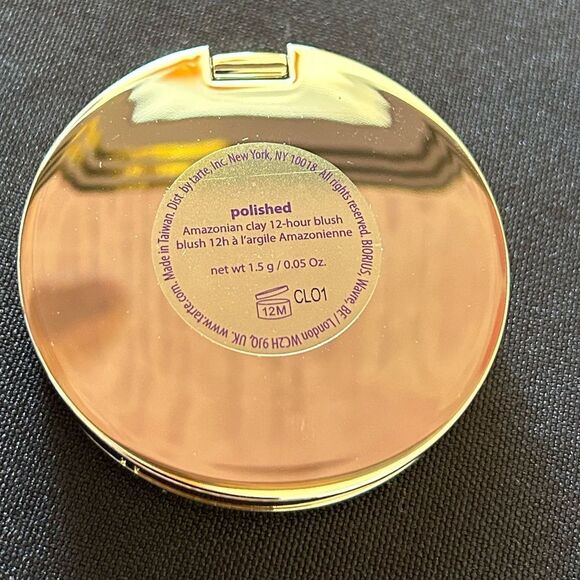 polished
Amazonian clay 12-hour blush
blush 12h à l'argile Amazonienne
net wt 1.5 g / 0.05 Oz.
12M
CL01
www.tarte.com. Made in Taiwan. Dist. by tarte, Inc. New York, NY 10018 All rights reserved. BIORIUS, Wavre, BE / London WC2H 9JQ, UK.